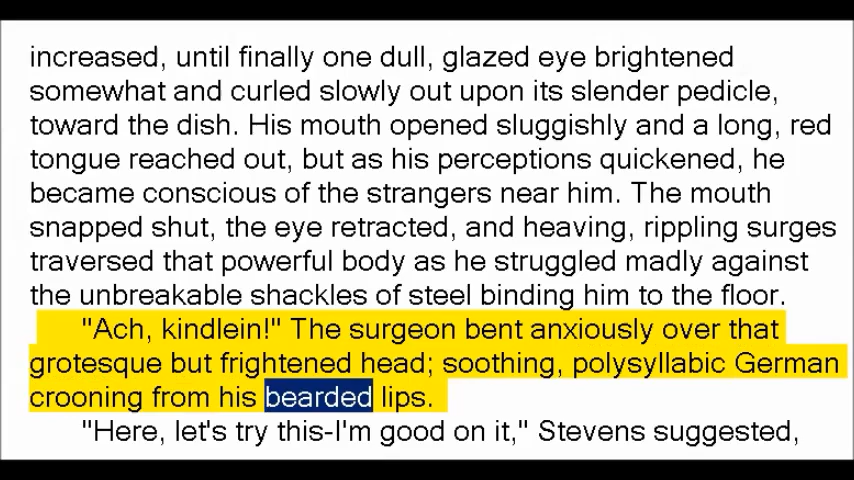 increased, until finally one dull, glazed eye brightened
somewhat and curled slowly out upon its slender pedicle,
toward the dish. His mouth opened sluggishly and a long, red
tongue reached out, but as his perceptions quickened, he
became conscious of the strangers near him. The mouth
snapped shut, the eye retracted, and heaving, rippling surges
traversed that powerful body as he struggled madly against
the unbreakable shackles of steel binding him to the floor.
"Ach, kindlein!" The surgeon bent anxiously over that
grotesque but frightened head; soothing, polysyllabic German
crooning from his bearded lips.
"Here, let's try this-I'm good on it," Stevens suggested,